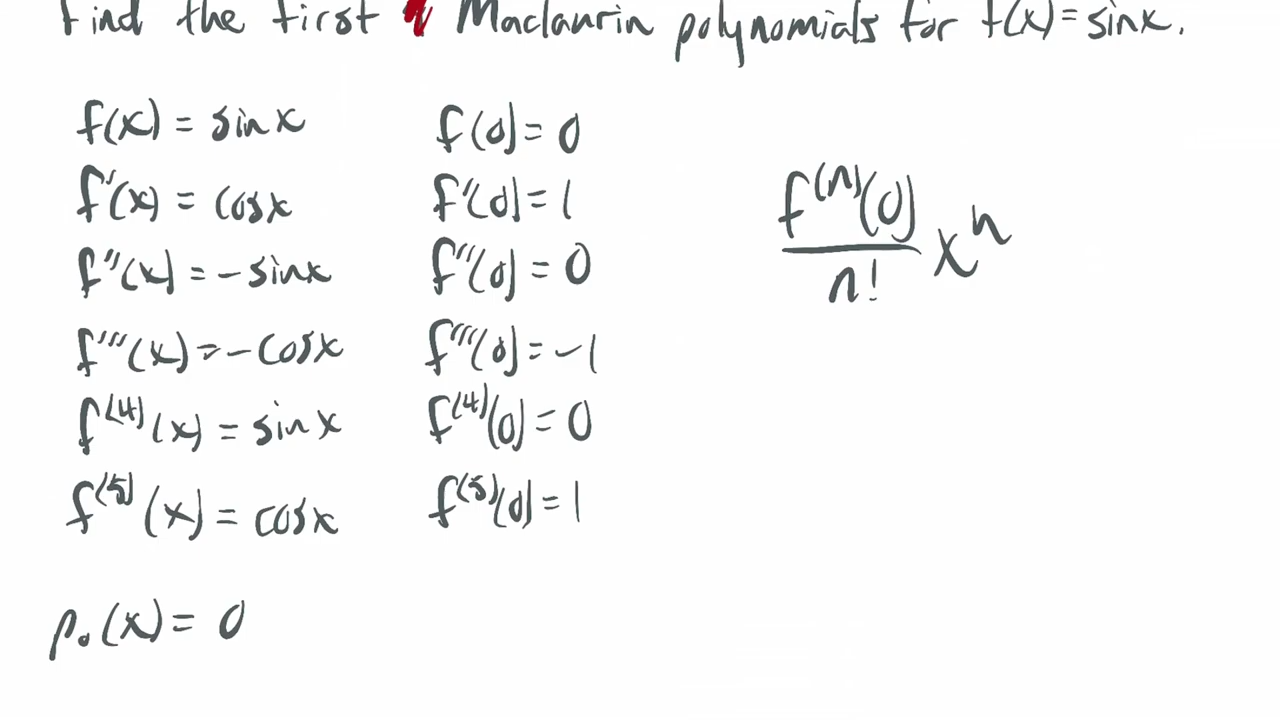 Find the first Maclaurin polynomials for f(x) = sin x.
f(x) = sin x f(0) = 0
f'(x) = cos x f'(0) = 1
f''(x) = - sin x f''(0) = 0
f'''(x) = - cos x f'''(0) = -1
f^(4)(x) = sin x f^(4)(0) = 0
f^(5)(x) = cos x f^(5)(0) = 1
f^(n)(0)/n! x^n
p₀(x) = 0